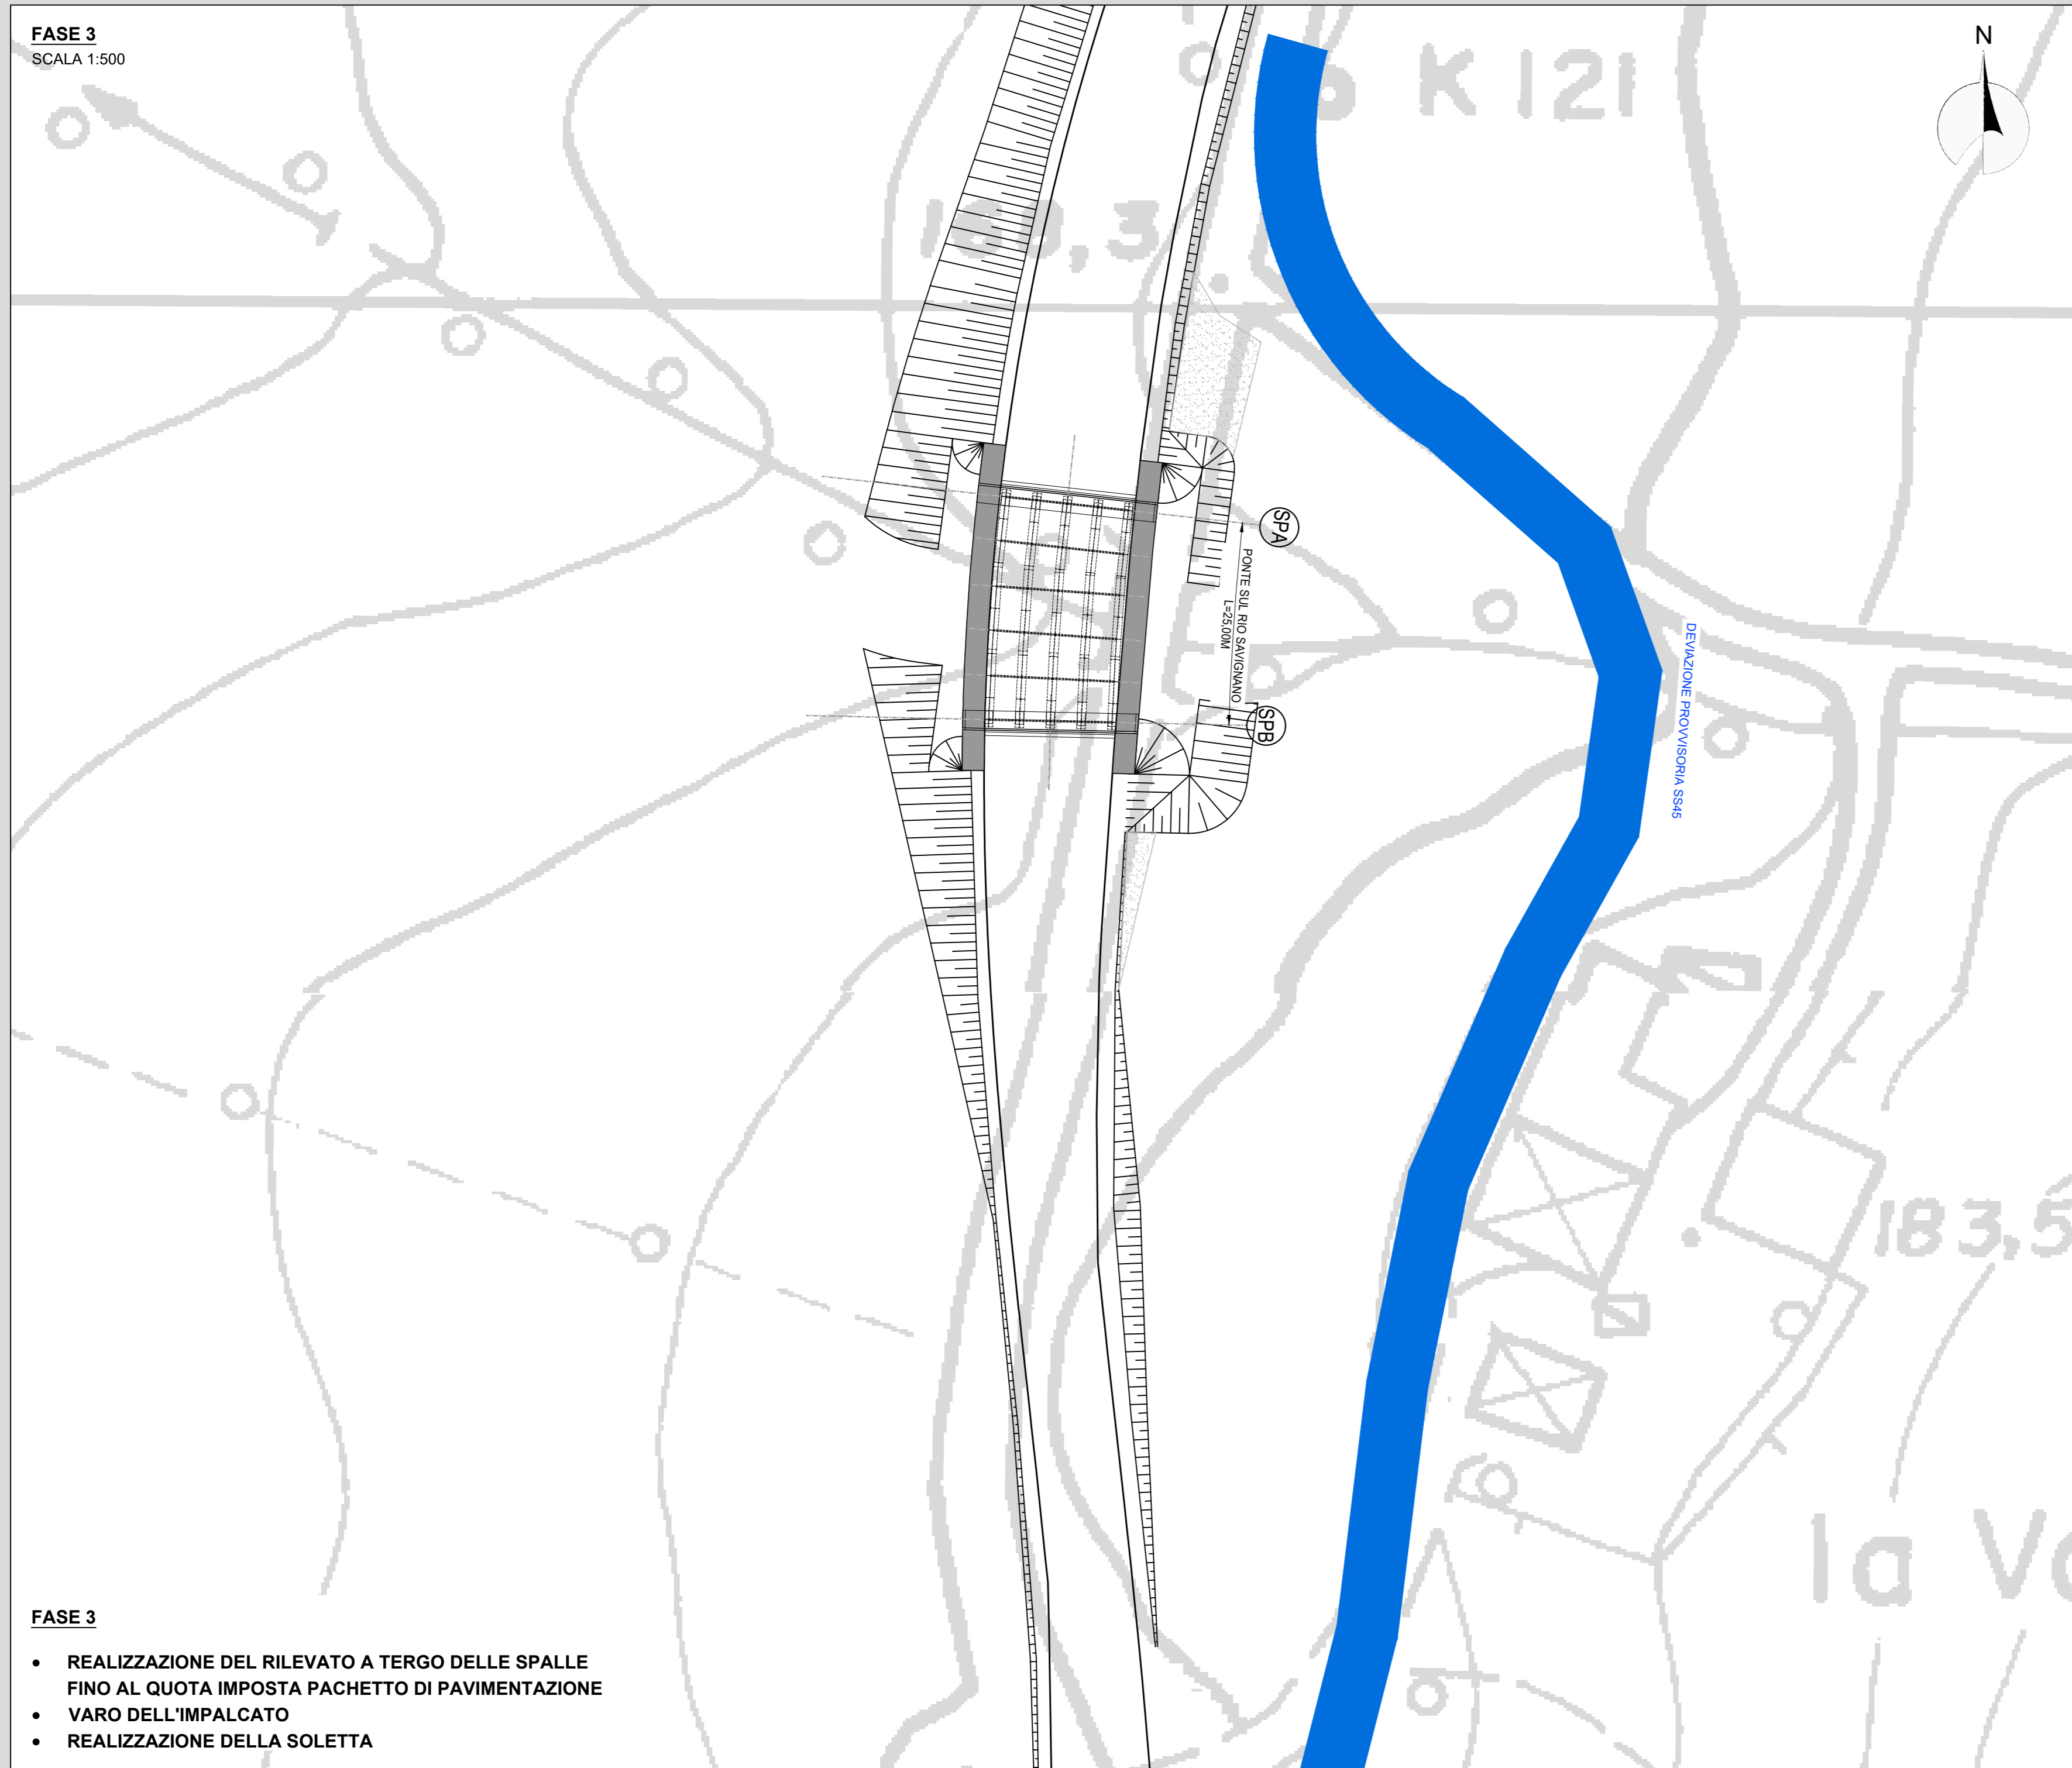 FASE 3
SCALA 1:500
N
K 121
168,3
SPA
PONTE SUL RIO SAVIGNANO
L=25,00M
SPB
DEVIAZIONE PROVVISORIA SS45
183,5
la
FASE 3
• REALIZZAZIONE DEL RILEVATO A TERGO DELLE SPALLE
FINO AL QUOTA IMPOSTA PACHETTO DI PAVIMENTAZIONE
• VARO DELL'IMPALCATO
• REALIZZAZIONE DELLA SOLETTA